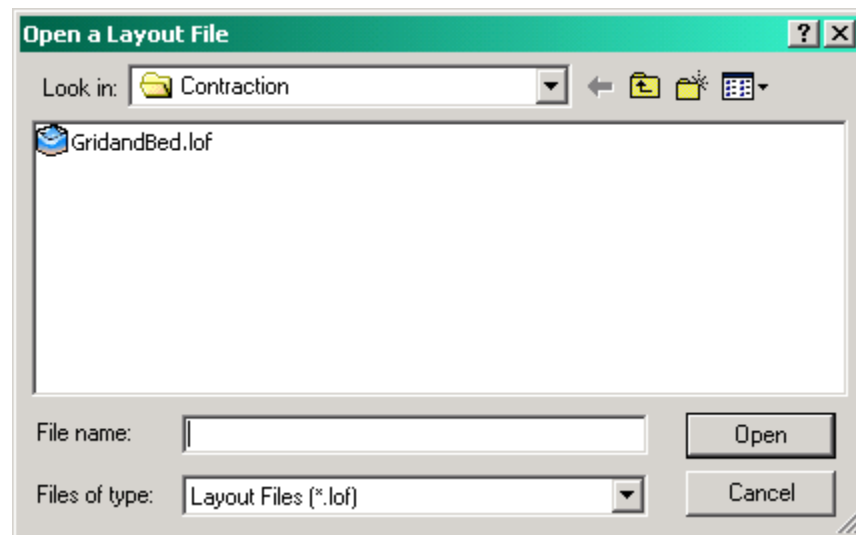 Open a Layout File
Look in: Contraction
GridandBed.lof
File name: Open
Files of type: Layout Files (*.lof) Cancel